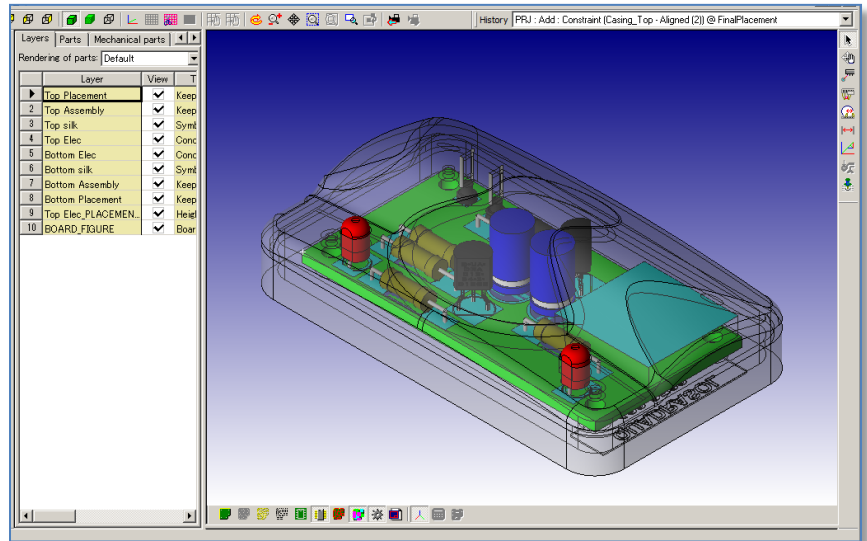 History PRJ : Add : Constraint (Casing_Top - Aligned (2)) @ FinalPlacement
Layers Parts Mechanical parts
Rendering of parts: Default
Layer View T
Top Placement Keep
2 Top Assembly Keep
3 Top silk Symb
4 Top Elec Conc
5 Bottom Elec Conc
6 Bottom silk Symb
7 Bottom Assembly Keep
8 Bottom Placement Keep
9 Top Elec_PLACEMEN... Heigl
10 BOARD_FIGURE Boar